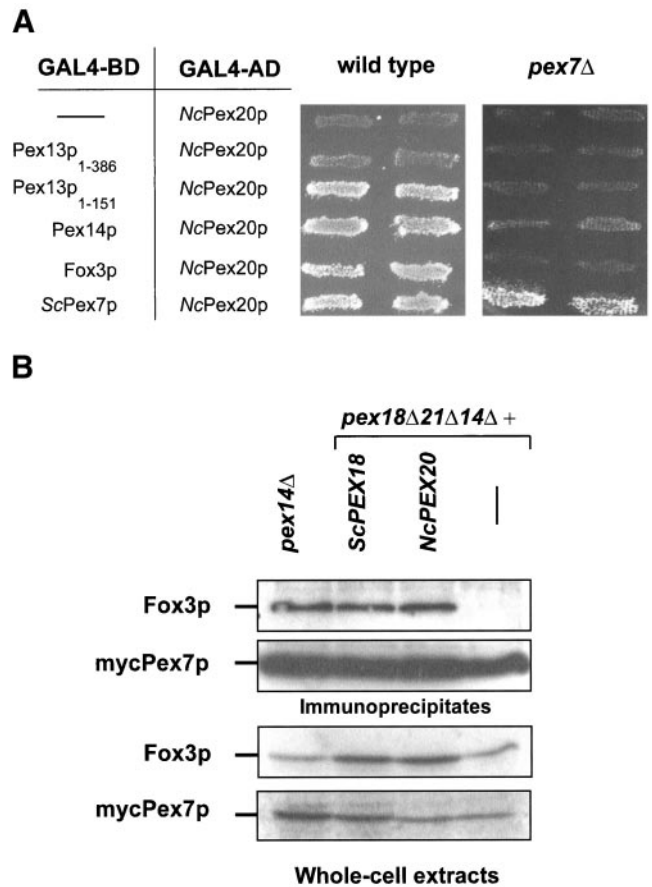 A
GAL4-BD GAL4-AD wild type pex7Δ
— NcPex20p
Pex13p1-386 NcPex20p
Pex13p1-151 NcPex20p
Pex14p NcPex20p
Fox3p NcPex20p
ScPex7p NcPex20p
B
pex18Δ21Δ14Δ +
pex14Δ ScPEX18 NcPEX20 —
Fox3p
mycPex7p
Immunoprecipitates
Fox3p
mycPex7p
Whole-cell extracts